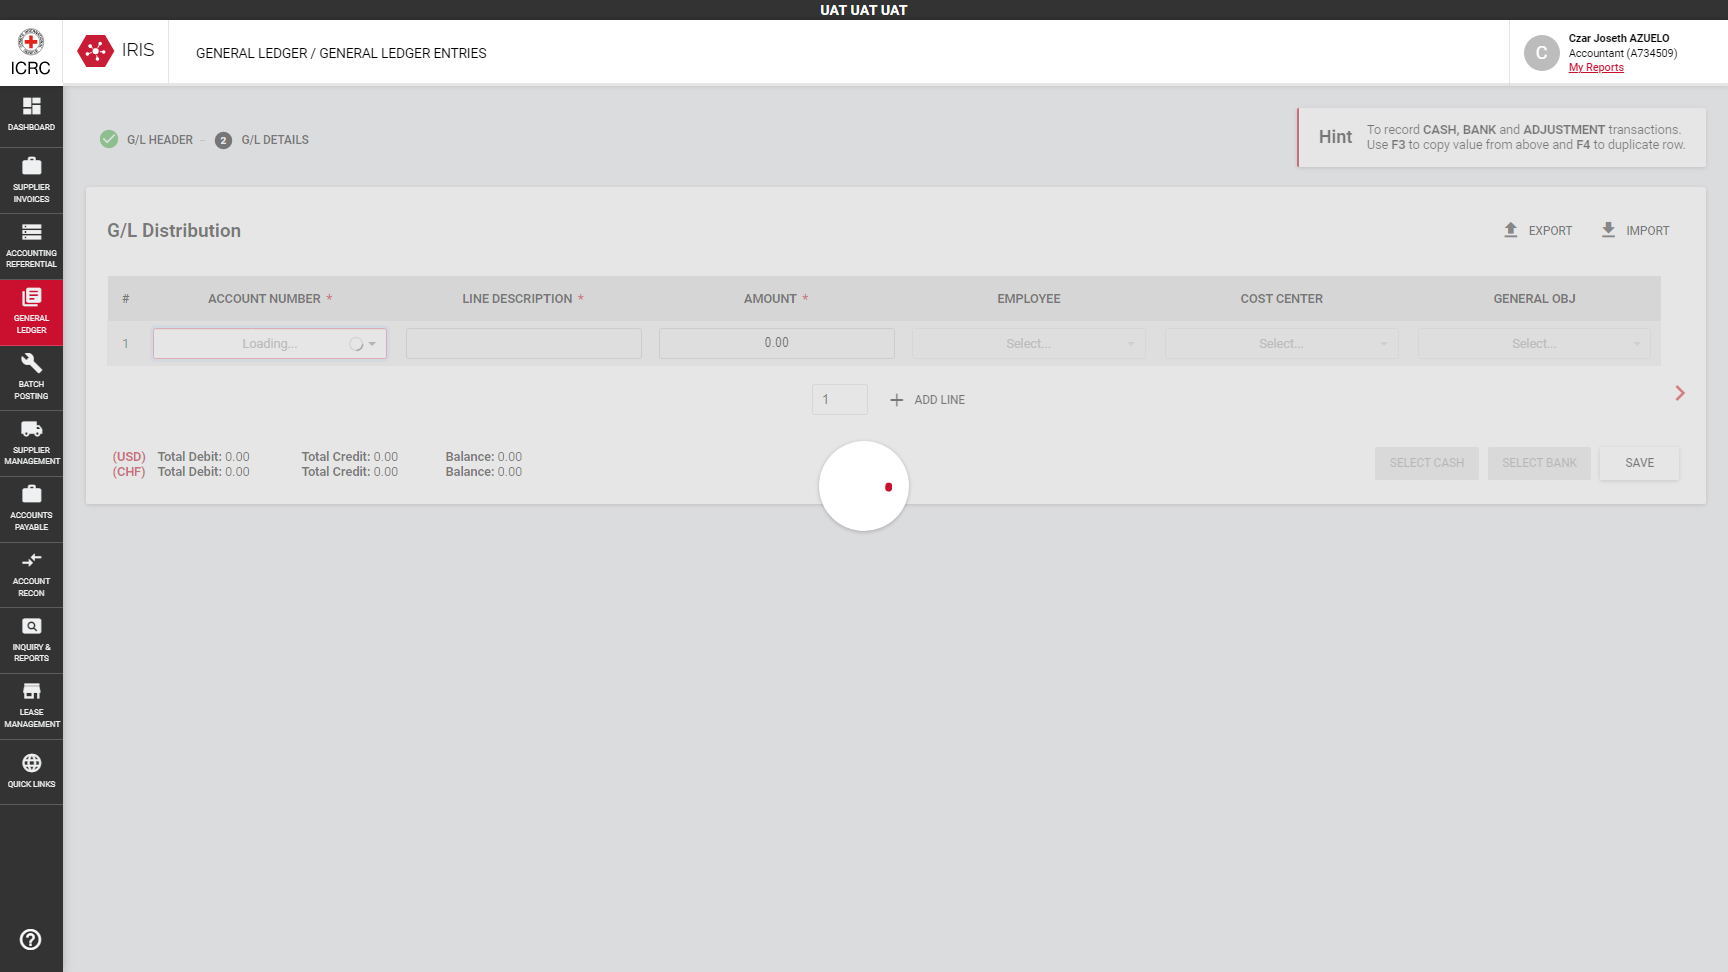 UAT UAT UAT
ICRC
IRIS
GENERAL LEDGER / GENERAL LEDGER ENTRIES
C
Czar Joseth AZUELO
Accountant (A734509)
My Reports
DASHBOARD
SUPPLIER
INVOICES
ACCOUNTING
REFERENTIAL
GENERAL
LEDGER
BATCH
POSTING
SUPPLIER
MANAGEMENT
ACCOUNTS
PAYABLE
ACCOUNT
RECON
INQUIRY &
REPORTS
LEASE
MANAGEMENT
QUICK LINKS
G/L HEADER – 2 G/L DETAILS
Hint
To record CASH, BANK and ADJUSTMENT transactions.
Use F3 to copy value from above and F4 to duplicate row.
G/L Distribution
EXPORT IMPORT
# ACCOUNT NUMBER * LINE DESCRIPTION * AMOUNT * EMPLOYEE COST CENTER GENERAL OBJ
1 Loading... 0.00 Select... Select... Select...
1 ADD LINE
(USD) Total Debit: 0.00 Total Credit: 0.00 Balance: 0.00
(CHF) Total Debit: 0.00 Total Credit: 0.00 Balance: 0.00
SELECT CASH SELECT BANK SAVE